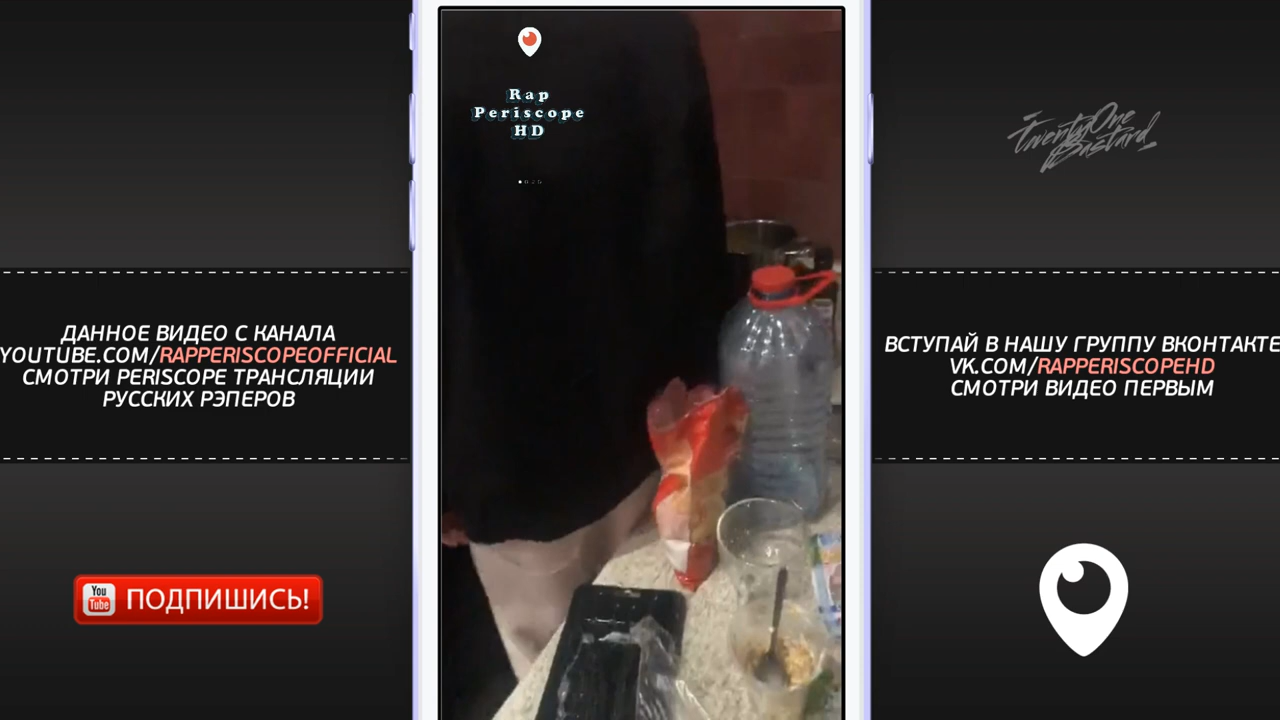 Rap
Periscope
HD
TwentyOne
Bastard
ДАННОЕ ВИДЕО С КАНАЛА
YOUTUBE.COM/RAPPERISCOPEOFFICIAL
СМОТРИ PERISCOPE ТРАНСЛЯЦИИ
РУССКИХ РЭПЕРОВ
ВСТУПАЙ В НАШУ ГРУППУ ВКОНТАКТЕ
VK.COM/RAPPERISCOPEHD
СМОТРИ ВИДЕО ПЕРВЫМ
You
Tube
ПОДПИШИСЬ!